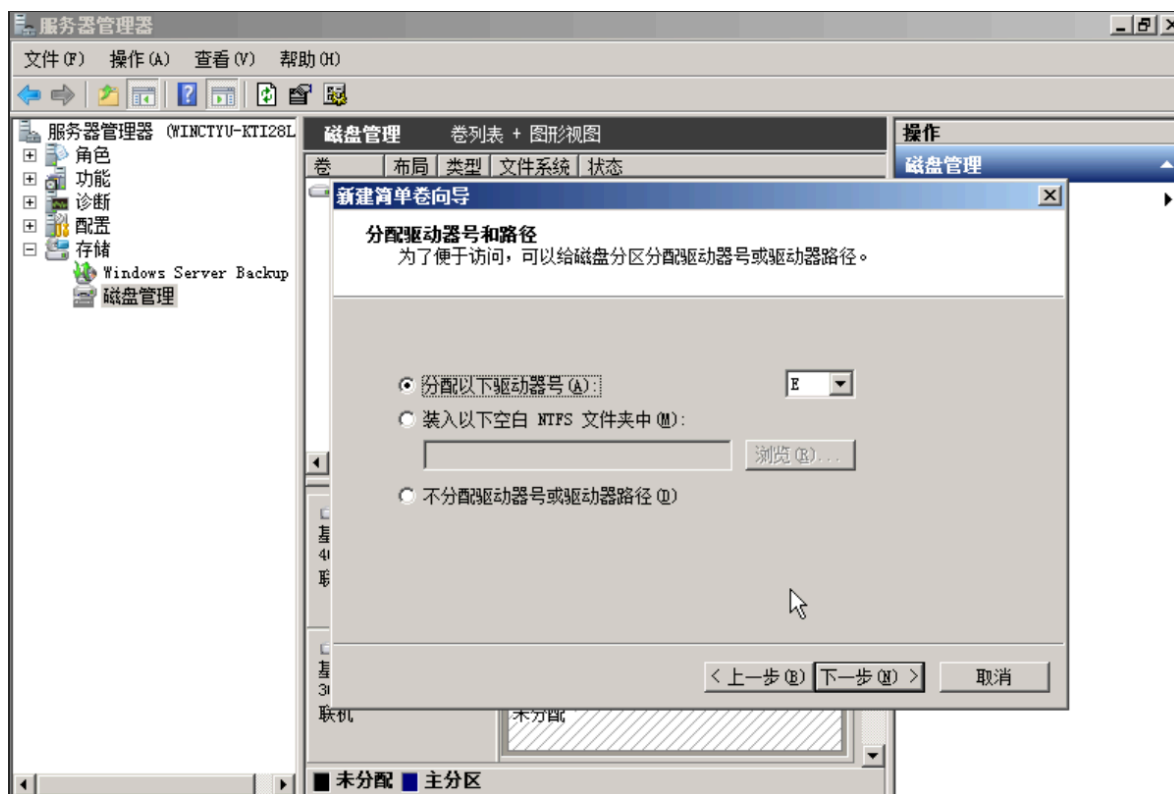 服务器管理器
文件(F) 操作(A) 查看(V) 帮助(H)
服务器管理器 (WINCTYU-KTI28L
角色
功能
诊断
配置
存储
Windows Server Backup
磁盘管理
磁盘管理 卷列表 + 图形视图
卷 布局 类型 文件系统 状态
操作
磁盘管理
新建简单卷向导
分配驱动器号和路径
为了便于访问，可以给磁盘分区分配驱动器号或驱动器路径。
分配以下驱动器号(A): E
装入以下空白 NTFS 文件夹中(M):
浏览(R)...
不分配驱动器号或驱动器路径(D)
< 上一步(B) 下一步(N) > 取消
联机
未分配
未分配 主分区